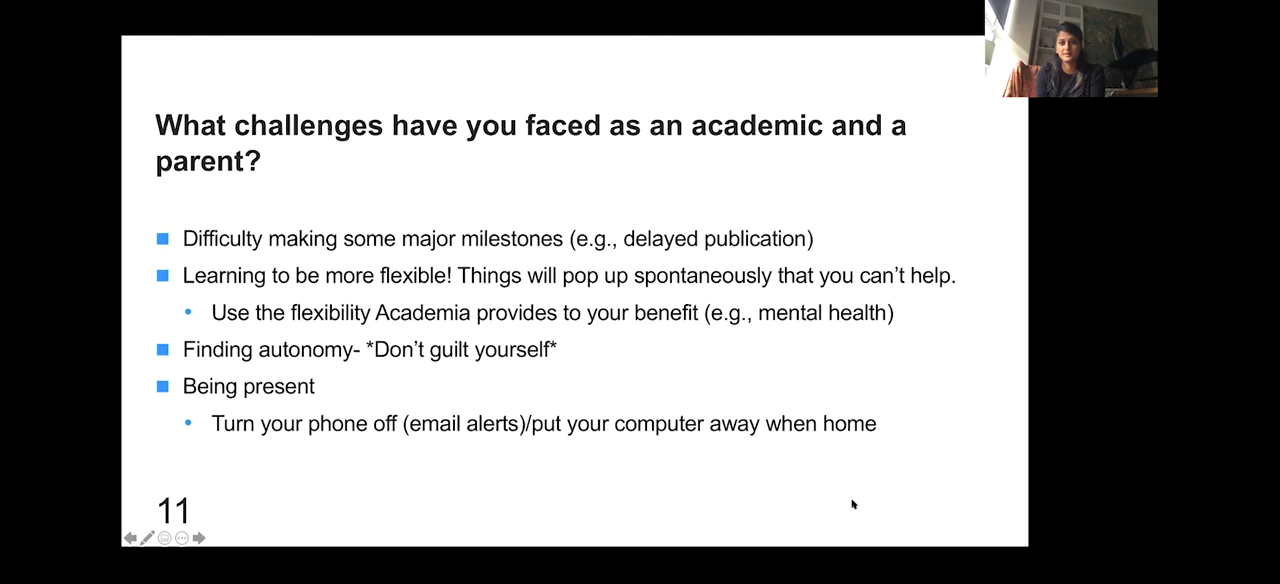 What challenges have you faced as an academic and a
parent?
Difficulty making some major milestones (e.g., delayed publication)
Learning to be more flexible! Things will pop up spontaneously that you can’t help.
Use the flexibility Academia provides to your benefit (e.g., mental health)
Finding autonomy- *Don’t guilt yourself*
Being present
Turn your phone off (email alerts)/put your computer away when home
11